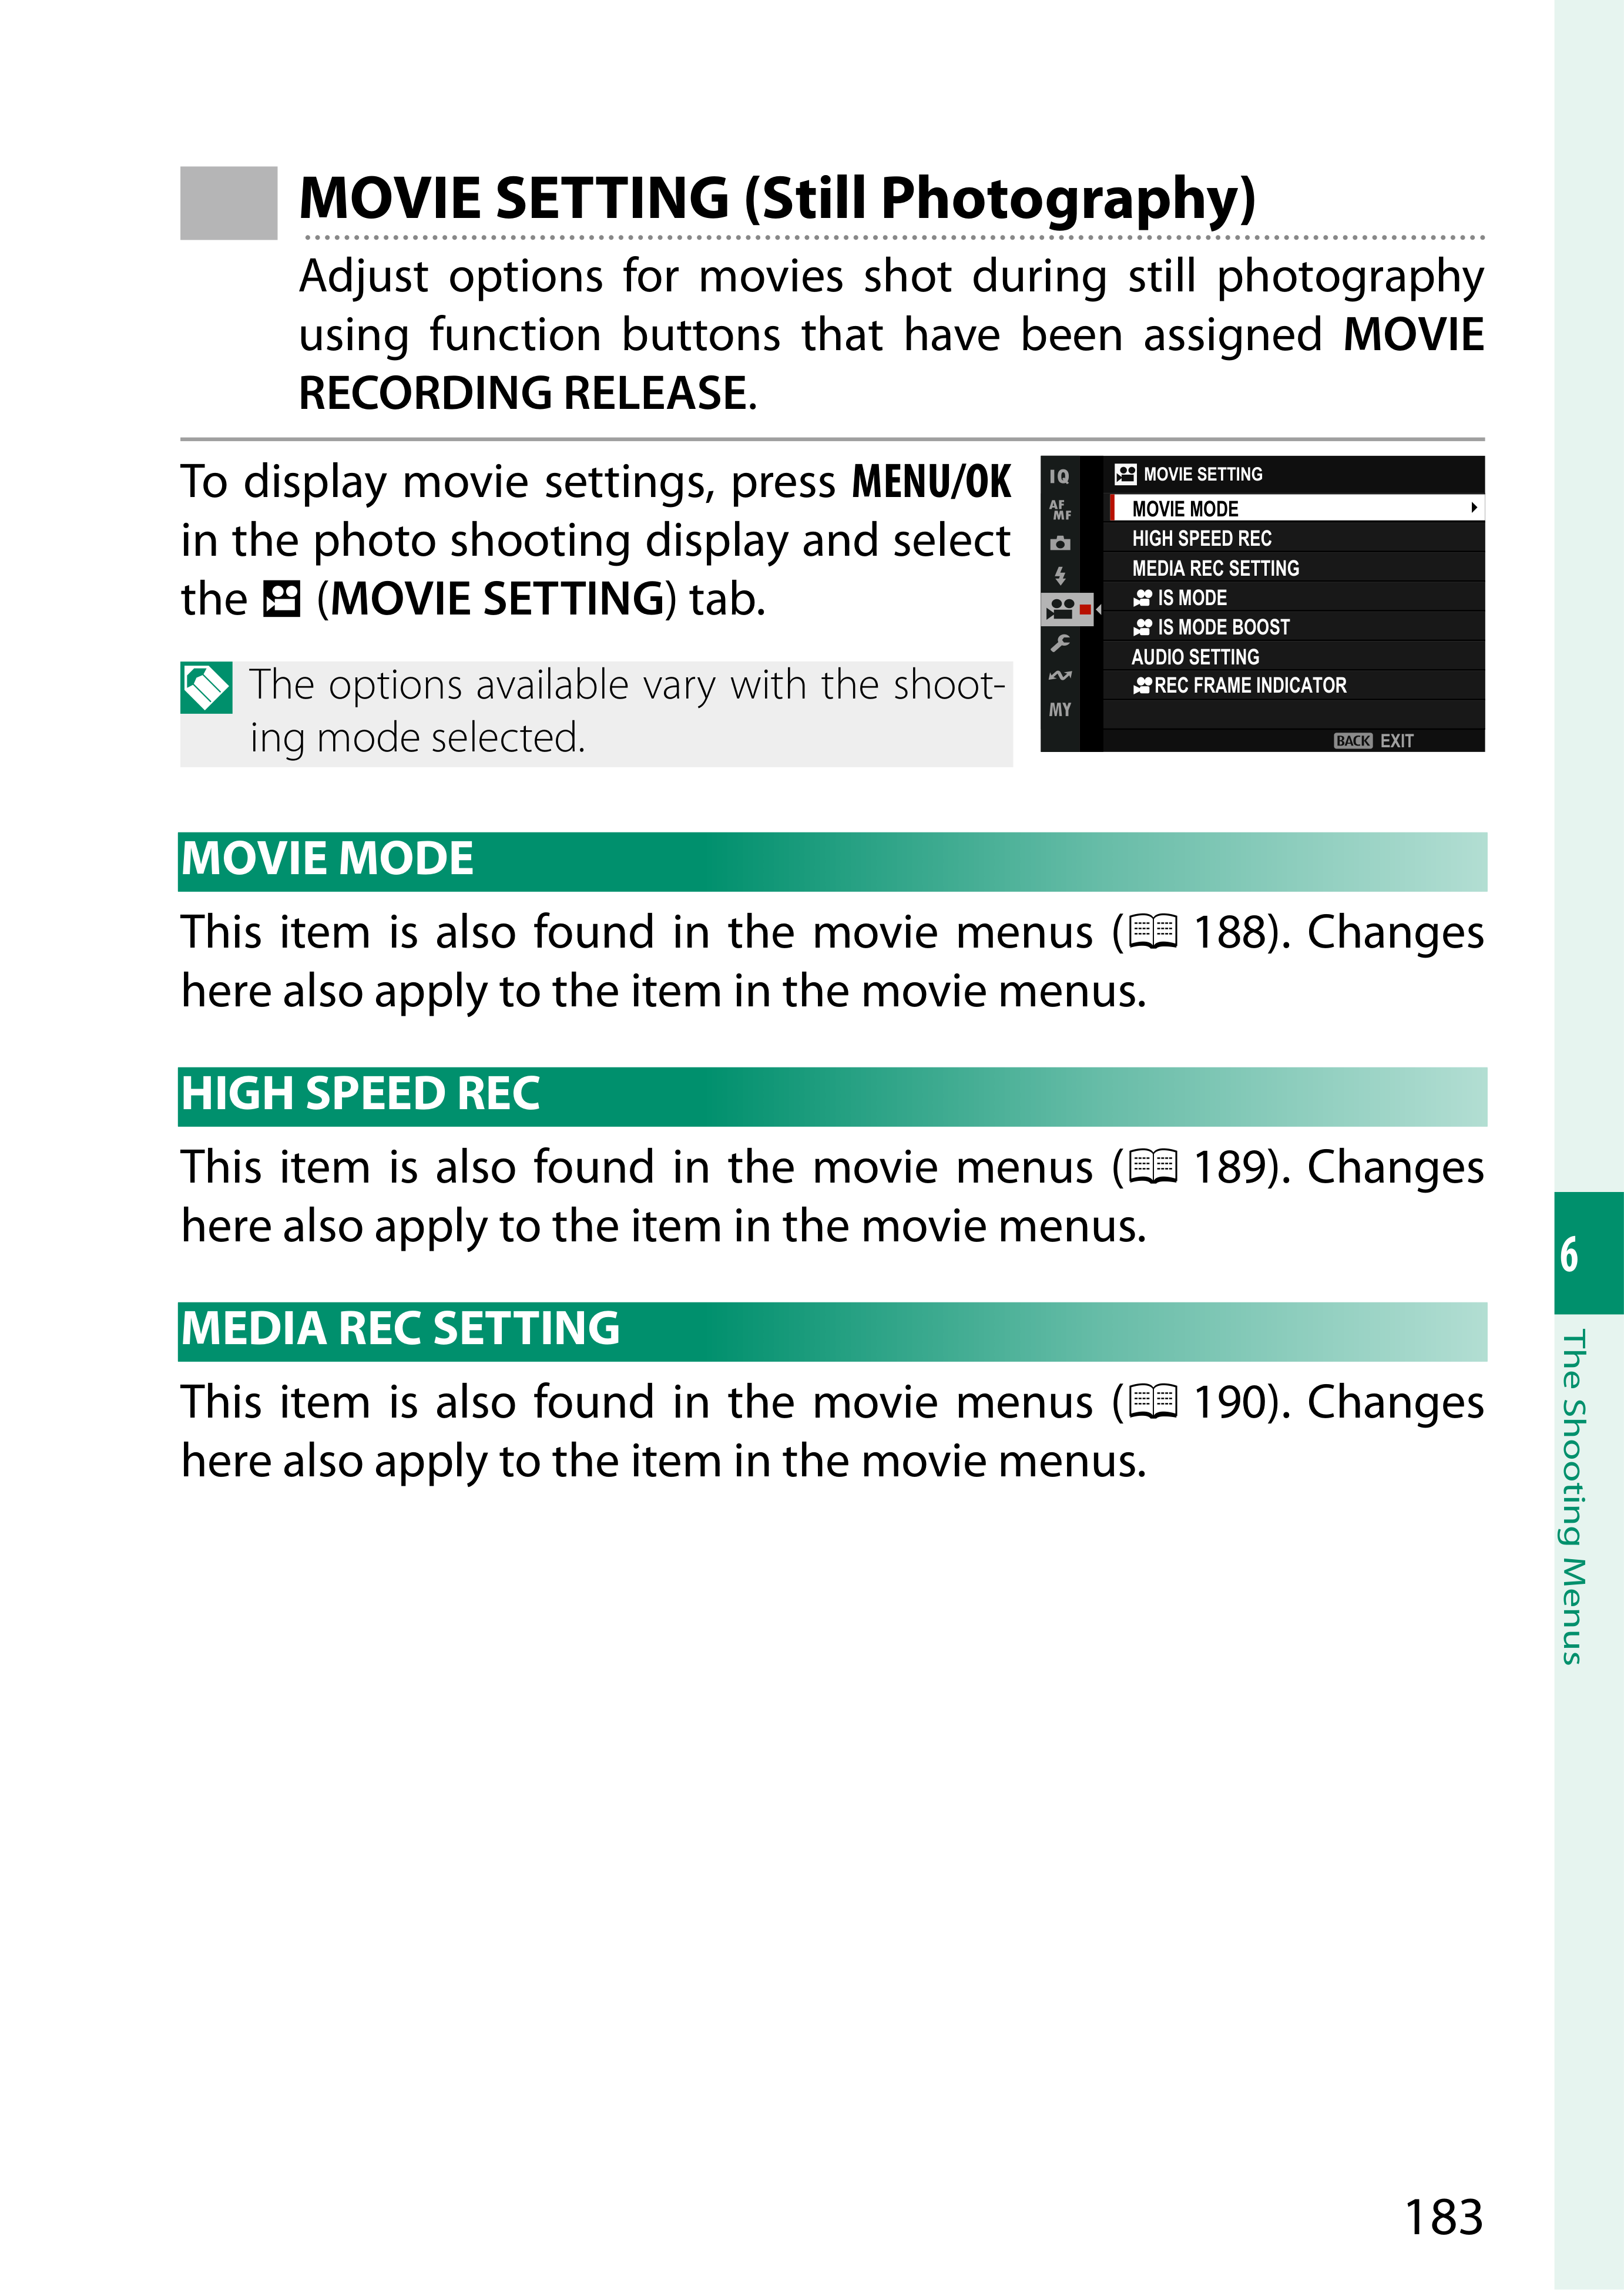 MOVIE SETTING (Still Photography)
Adjust options for movies shot during still photography
using function buttons that have been assigned MOVIE
RECORDING RELEASE.
To display movie settings, press MENU/OK
in the photo shooting display and select
the (MOVIE SETTING) tab.
The options available vary with the shoot-
ing mode selected.
IQ
AF
MF
MY
MOVIE SETTING
MOVIE MODE
HIGH SPEED REC
MEDIA REC SETTING
IS MODE
IS MODE BOOST
AUDIO SETTING
REC FRAME INDICATOR
BACK EXIT
MOVIE MODE
This item is also found in the movie menus ( 188). Changes
here also apply to the item in the movie menus.
HIGH SPEED REC
This item is also found in the movie menus ( 189). Changes
here also apply to the item in the movie menus.
MEDIA REC SETTING
This item is also found in the movie menus ( 190). Changes
here also apply to the item in the movie menus.
6
The Shooting Menus
183